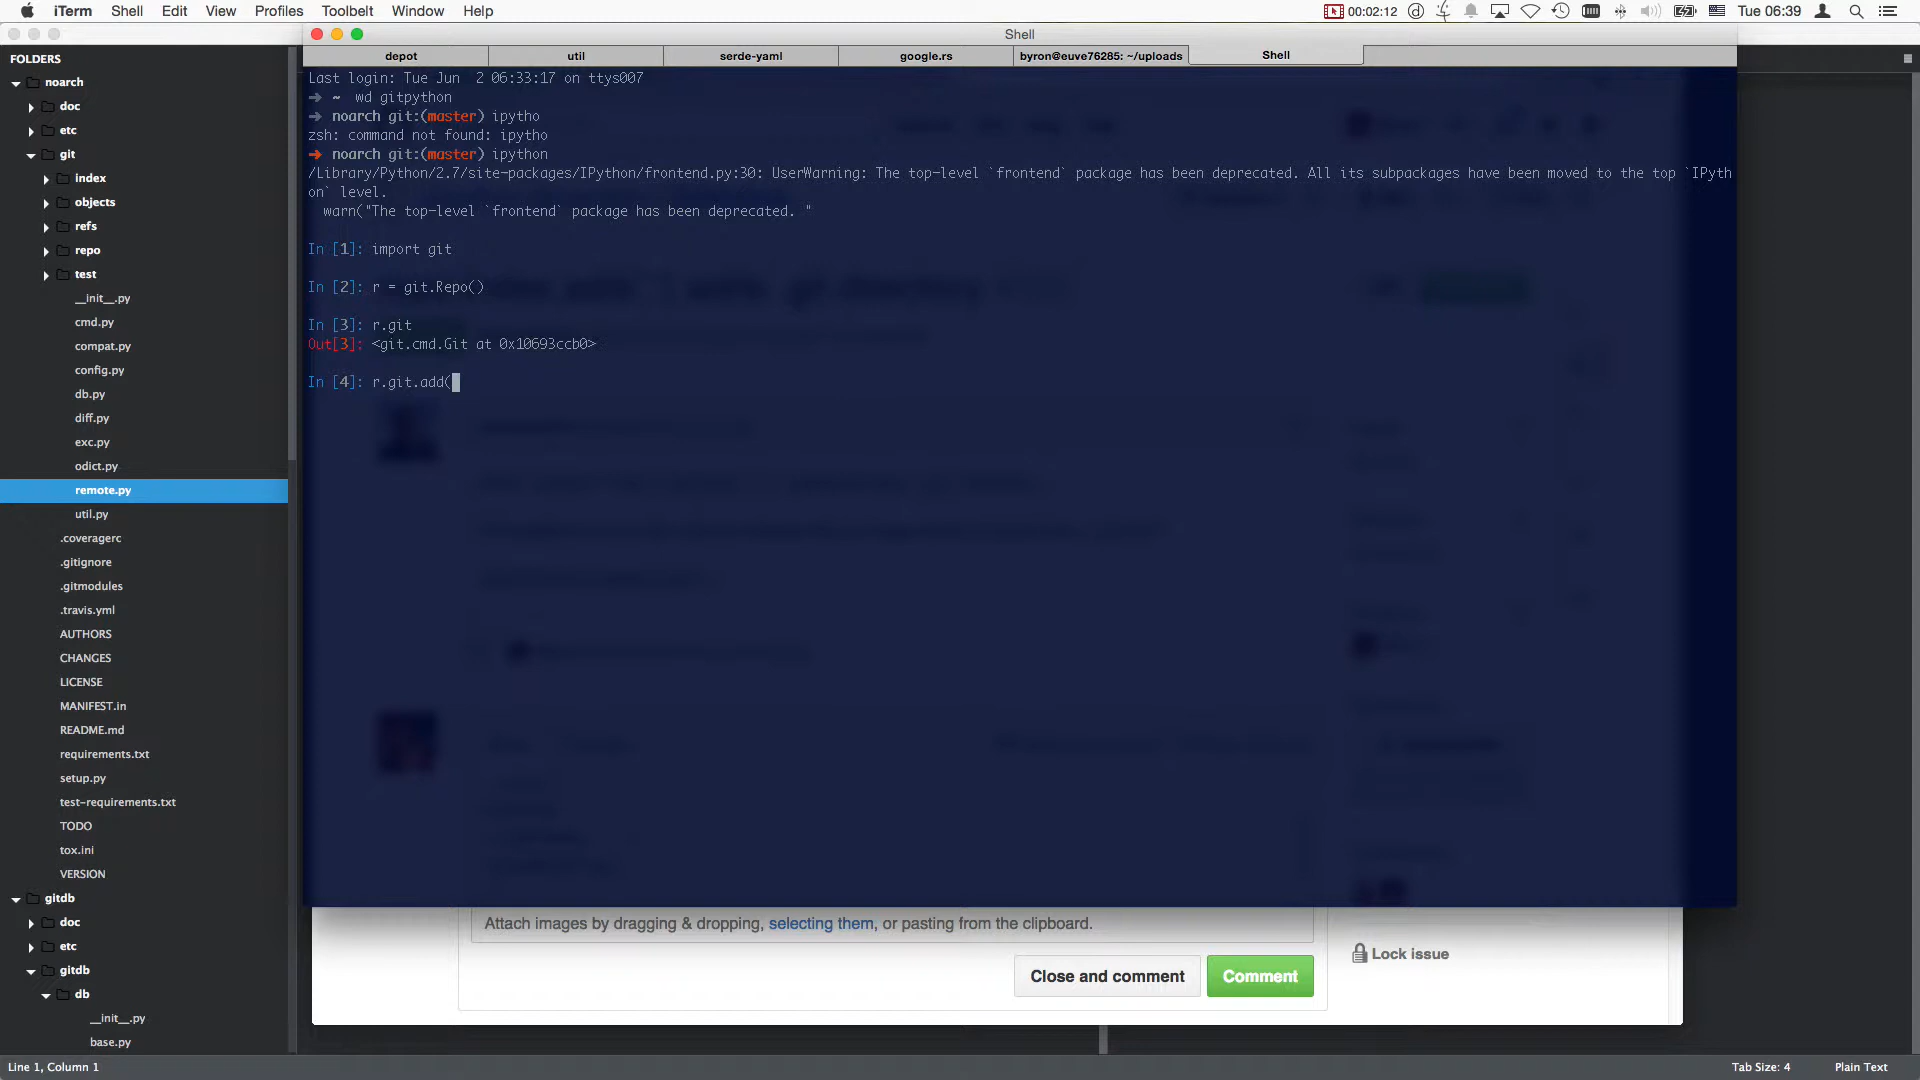 iTerm Shell Edit View Profiles Toolbelt Window Help
00:02:12 Tue 06:39
Shell
depot util serde-yaml google.rs byron@euve76285: ~/uploads Shell
FOLDERS
noarch
doc
etc
git
index
objects
refs
repo
test
__init__.py
cmd.py
compat.py
config.py
db.py
diff.py
exc.py
odict.py
remote.py
util.py
.coveragerc
.gitignore
.gitmodules
.travis.yml
AUTHORS
CHANGES
LICENSE
MANIFEST.in
README.md
requirements.txt
setup.py
test-requirements.txt
TODO
tox.ini
VERSION
gitdb
doc
etc
gitdb
db
__init__.py
base.py
Last login: Tue Jun  2 06:33:17 on ttys007
→ ~ wd gitpython
→ noarch git:(master) ipytho
zsh: command not found: ipytho
→ noarch git:(master) ipython
/Library/Python/2.7/site-packages/IPython/frontend.py:30: UserWarning: The top-level `frontend` package has been deprecated. All its subpackages have been moved to the top `IPyth
on` level.
warn("The top-level `frontend` package has been deprecated. "
In [1]: import git
In [2]: r = git.Repo()
In [3]: r.git
Out[3]: <git.cmd.Git at 0x10693ccb0>
In [4]: r.git.add(
Attach images by dragging & dropping, selecting them, or pasting from the clipboard.
Close and comment Comment
Lock issue
Line 1, Column 1
Tab Size: 4 Plain Text